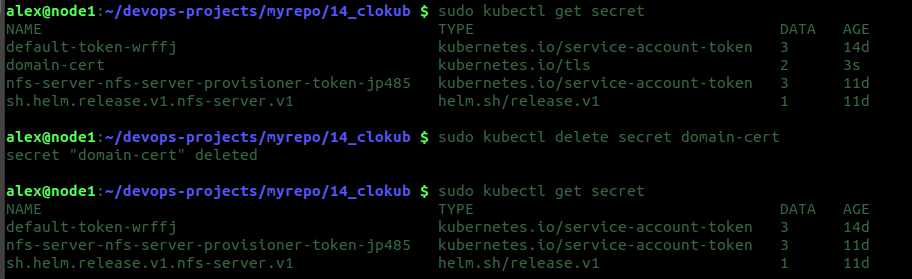 alex@node1:~/devops-projects/myrepo/14_clokub $ sudo kubectl get secret
NAME TYPE DATA AGE
default-token-wrffj kubernetes.io/service-account-token 3 14d
domain-cert kubernetes.io/tls 2 3s
nfs-server-nfs-server-provisioner-token-jp485 kubernetes.io/service-account-token 3 11d
sh.helm.release.v1.nfs-server.v1 helm.sh/release.v1 1 11d
alex@node1:~/devops-projects/myrepo/14_clokub $ sudo kubectl delete secret domain-cert
secret "domain-cert" deleted
alex@node1:~/devops-projects/myrepo/14_clokub $ sudo kubectl get secret
NAME TYPE DATA AGE
default-token-wrffj kubernetes.io/service-account-token 3 14d
nfs-server-nfs-server-provisioner-token-jp485 kubernetes.io/service-account-token 3 11d
sh.helm.release.v1.nfs-server.v1 helm.sh/release.v1 1 11d